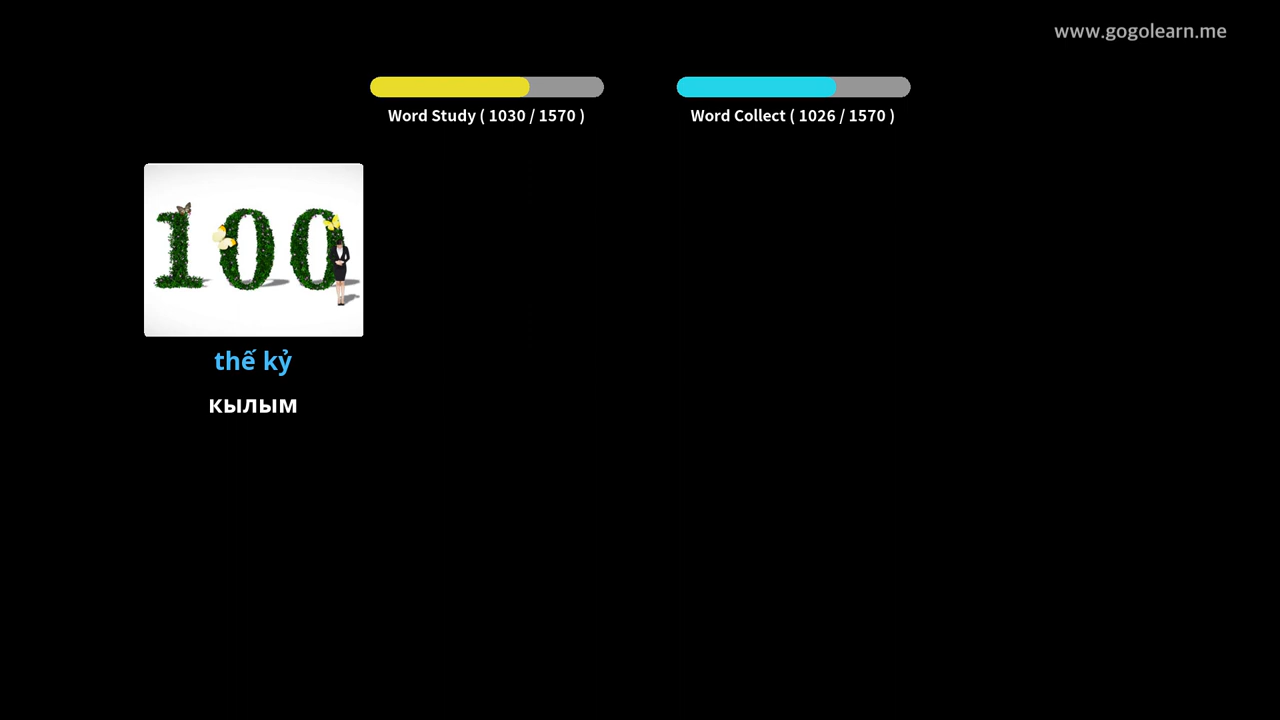 www.gogolearn.me
Word Study ( 1030 / 1570 )
Word Collect ( 1026 / 1570 )
100
thế kỷ
кылым